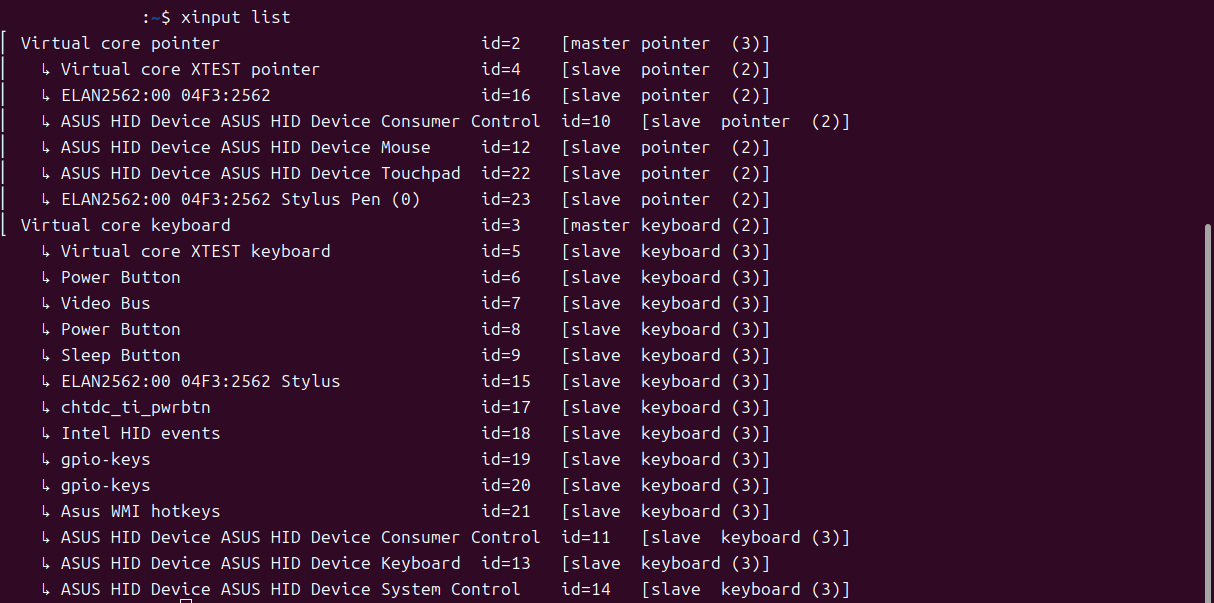 :~$ xinput list
⎡ Virtual core pointer                    	id=2	[master pointer  (3)]
⎜   ↳ Virtual core XTEST pointer              	id=4	[slave  pointer  (2)]
⎜   ↳ ELAN2562:00 04F3:2562                   	id=16	[slave  pointer  (2)]
⎜   ↳ ASUS HID Device ASUS HID Device Consumer Control	id=10	[slave  pointer  (2)]
⎜   ↳ ASUS HID Device ASUS HID Device Mouse   	id=12	[slave  pointer  (2)]
⎜   ↳ ASUS HID Device ASUS HID Device Touchpad	id=22	[slave  pointer  (2)]
⎜   ↳ ELAN2562:00 04F3:2562 Stylus Pen (0)    	id=23	[slave  pointer  (2)]
⎣ Virtual core keyboard                   	id=3	[master keyboard (2)]
    ↳ Virtual core XTEST keyboard             	id=5	[slave  keyboard (3)]
    ↳ Power Button                            	id=6	[slave  keyboard (3)]
    ↳ Video Bus                               	id=7	[slave  keyboard (3)]
    ↳ Power Button                            	id=8	[slave  keyboard (3)]
    ↳ Sleep Button                            	id=9	[slave  keyboard (3)]
    ↳ ELAN2562:00 04F3:2562 Stylus            	id=15	[slave  keyboard (3)]
    ↳ chtdc_ti_pwrbtn                         	id=17	[slave  keyboard (3)]
    ↳ Intel HID events                        	id=18	[slave  keyboard (3)]
    ↳ gpio-keys                               	id=19	[slave  keyboard (3)]
    ↳ gpio-keys                               	id=20	[slave  keyboard (3)]
    ↳ Asus WMI hotkeys                        	id=21	[slave  keyboard (3)]
    ↳ ASUS HID Device ASUS HID Device Consumer Control	id=11	[slave  keyboard (3)]
    ↳ ASUS HID Device ASUS HID Device Keyboard	id=13	[slave  keyboard (3)]
    ↳ ASUS HID Device ASUS HID Device System Control	id=14	[slave  keyboard (3)]